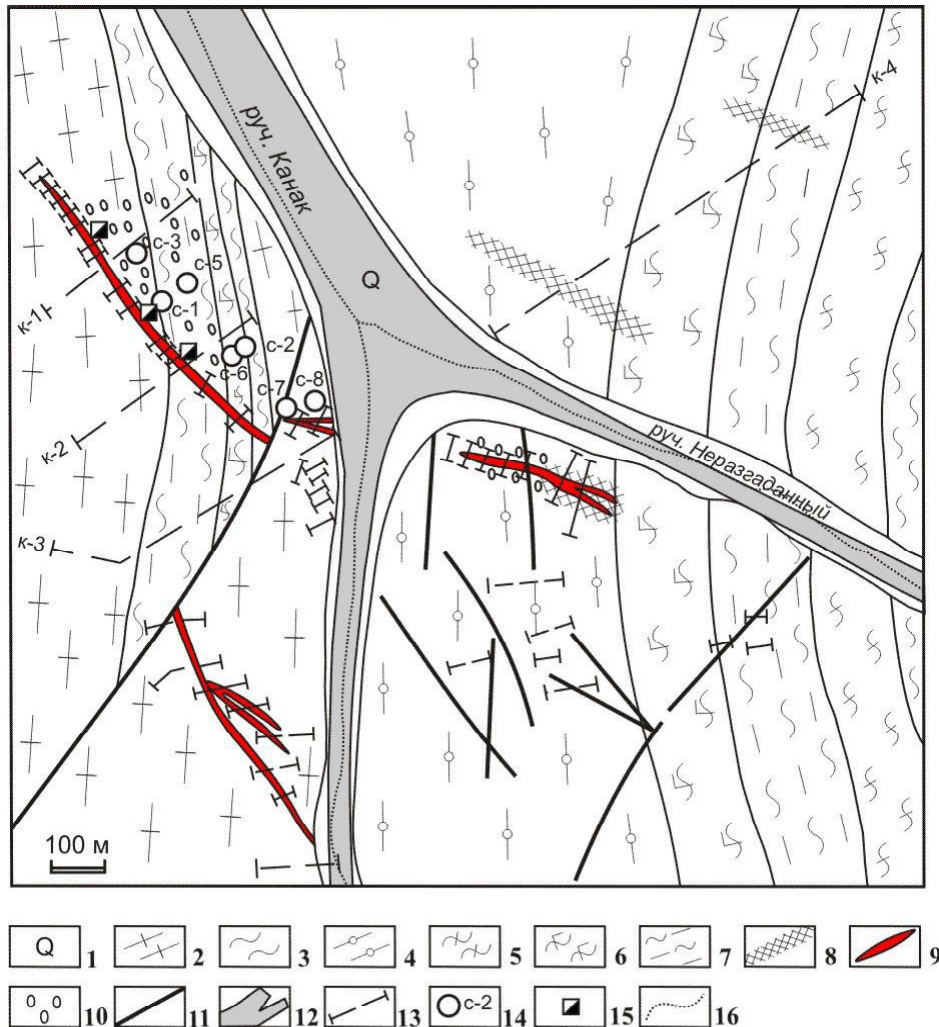 к-4
руч. Канак
с-3
с-5
Q
к-1
с-1
с-2
с-6
с-7
с-8
к-2
руч. Неразгаданный
к-3
100 м
Q 1 2 3 4 5 6 7 8 9
10 11 12 13 с-2 14 15 16